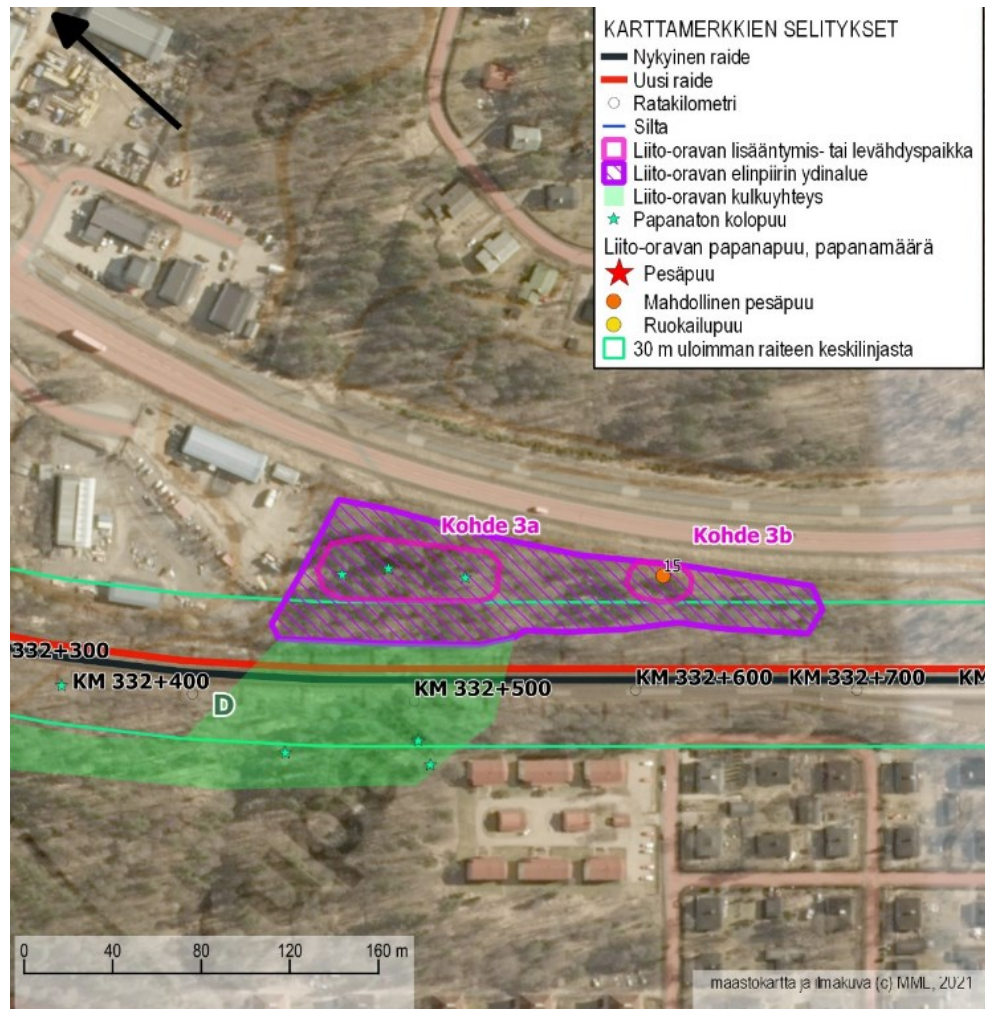 KARTTAMERKKIEN SELITYKSET
Nykyinen raide
Uusi raide
Ratakilometri
Silta
Liito-oravan lisääntymis- tai levähdyspaikka
Liito-oravan elinpiirin ydinalue
Liito-oravan kulkuyhteys
Papanaton kolopuu
Liito-oravan papanapuu, papanamäärä
Pesäpuu
Mahdollinen pesäpuu
Ruokailupuu
30 m uloimman raiteen keskilinjasta
Kohde 3a
Kohde 3b
15
332+300
KM 332+400
KM 332+500
KM 332+600
KM 332+700
KM
D
0 40 80 120 160 m
maastokartta ja ilmakuva (c) MML, 2021